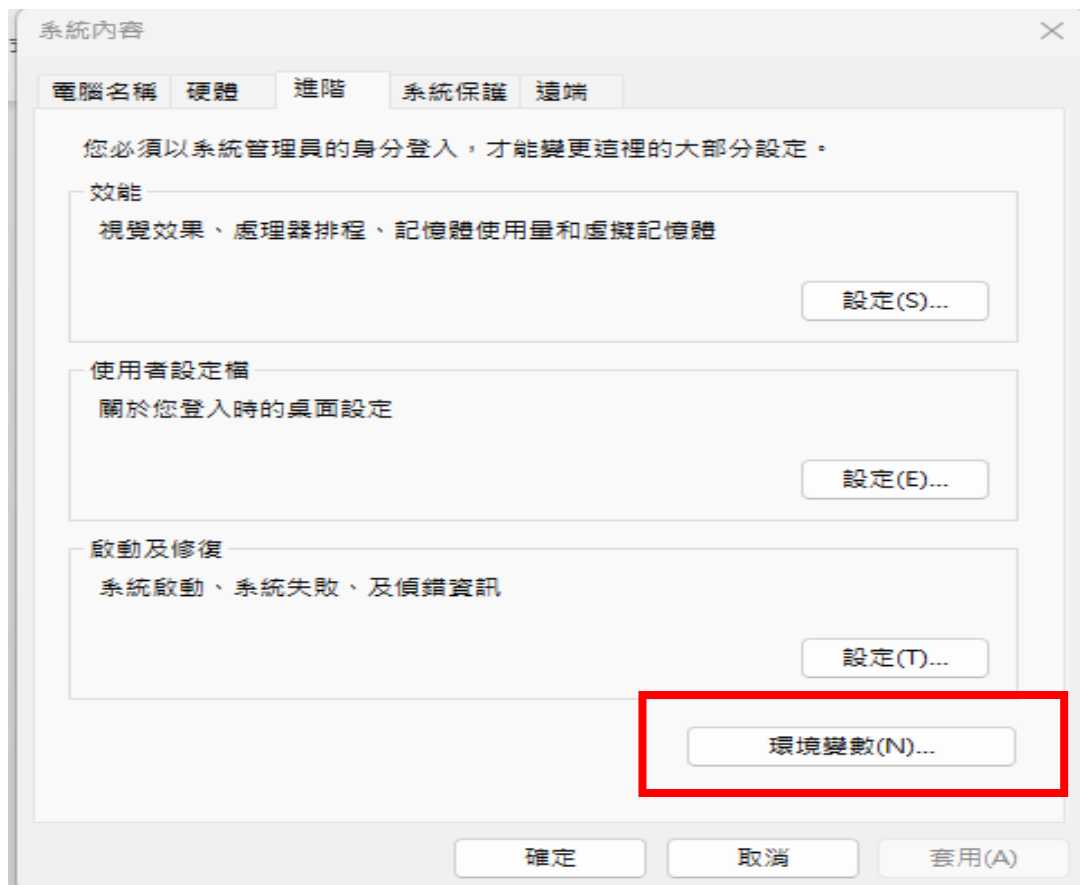 系統內容
電腦名稱 硬體 進階 系統保護 遠端
您必須以系統管理員的身分登入，才能變更這裡的大部分設定。
效能
視覺效果、處理器排程、記憶體使用量和虛擬記憶體
設定(S)...
使用者設定檔
關於您登入時的桌面設定
設定(E)...
啟動及修復
系統啟動、系統失敗、及偵錯資訊
設定(T)...
環境變數(N)...
確定 取消 套用(A)